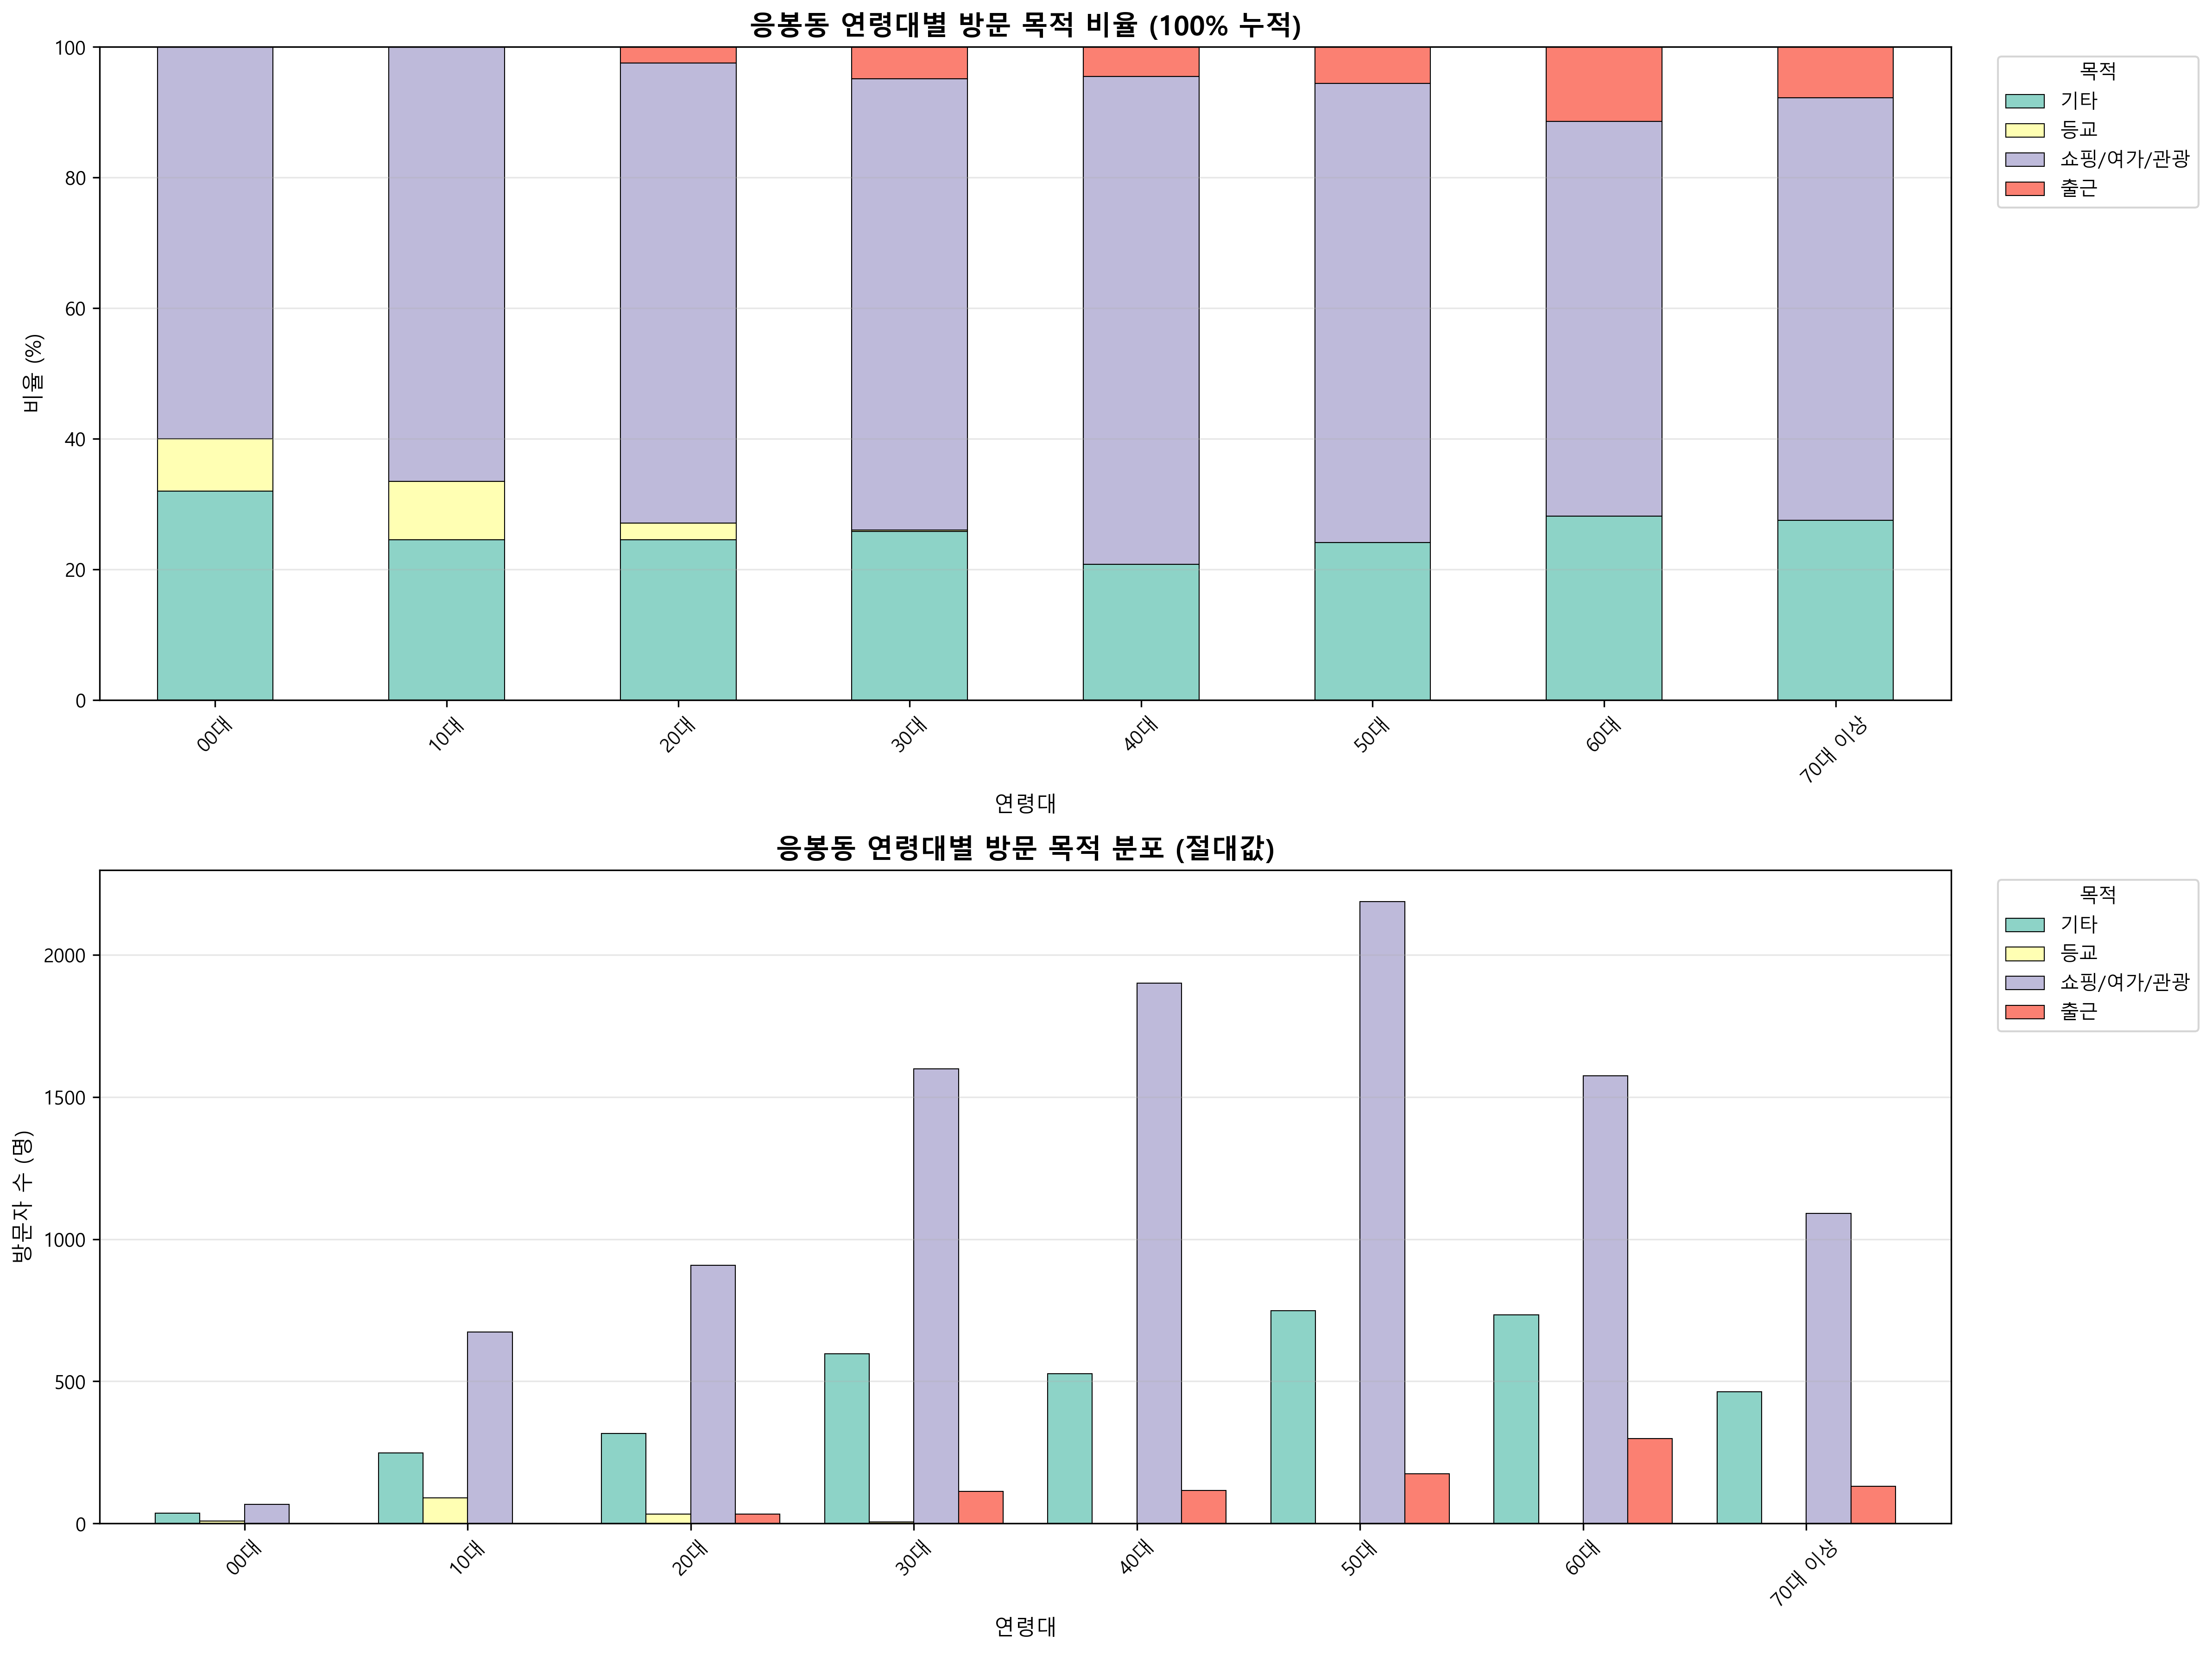 응봉동 연령대별 방문 목적 비율 (100% 누적)
비율 (%)
100
80
60
40
20
0
00대
10대
20대
30대
40대
50대
60대
70대 이상
연령대
목적
기타
등교
쇼핑/여가/관광
출근
응봉동 연령대별 방문 목적 분포 (절대값)
방문자 수 (명)
2000
1500
1000
500
0
00대
10대
20대
30대
40대
50대
60대
70대 이상
연령대
목적
기타
등교
쇼핑/여가/관광
출근